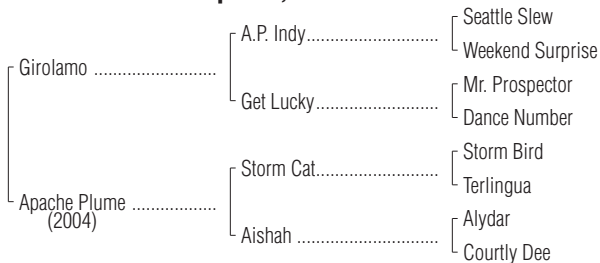 Seattle Slew
A.P. Indy..............................
Weekend Surprise
Girolamo ............................
Mr. Prospector
Get Lucky............................
Dance Number
Storm Bird
Storm Cat............................
Terlingua
Apache Plume ...................
(2004)
Alydar
Aishah ................................
Courtly Dee